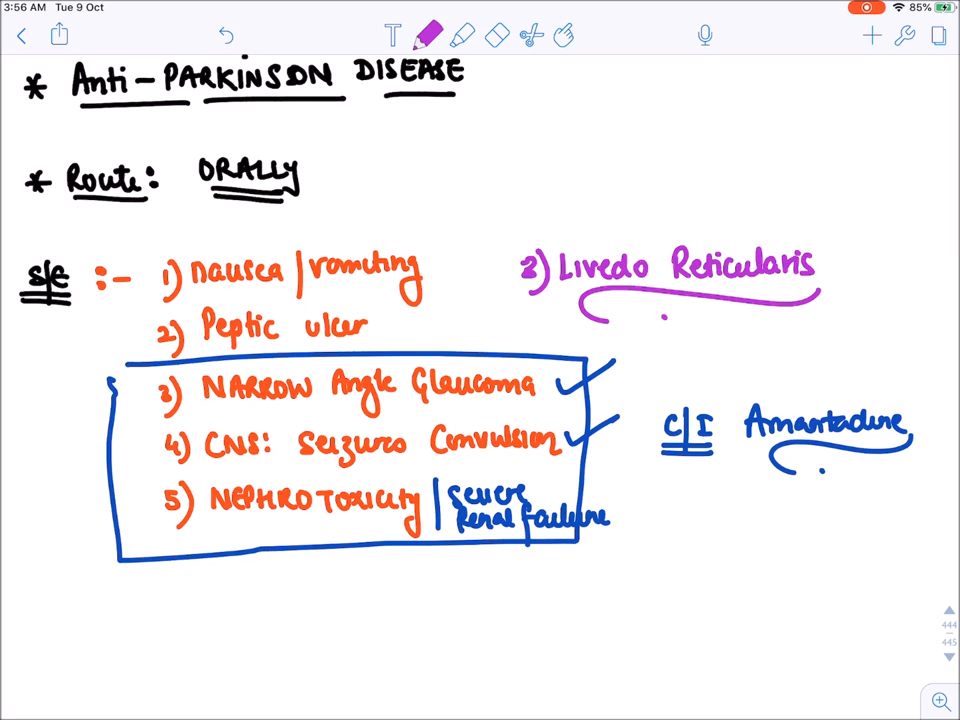 3:56 AM Tue 9 Oct
85%
T
* Anti-PARKINSON DISEASE
* Route: ORALLY
S/E :- 1) Nausea/vomiting
2) Peptic ulcer
3) NARROW Angle Glaucoma
4) CNS: Seizures Convulsion
5) NEPHROTOXICITY | Severe
Renal failure
3) Livedo Reticularis
C/I Amantadine
444
445